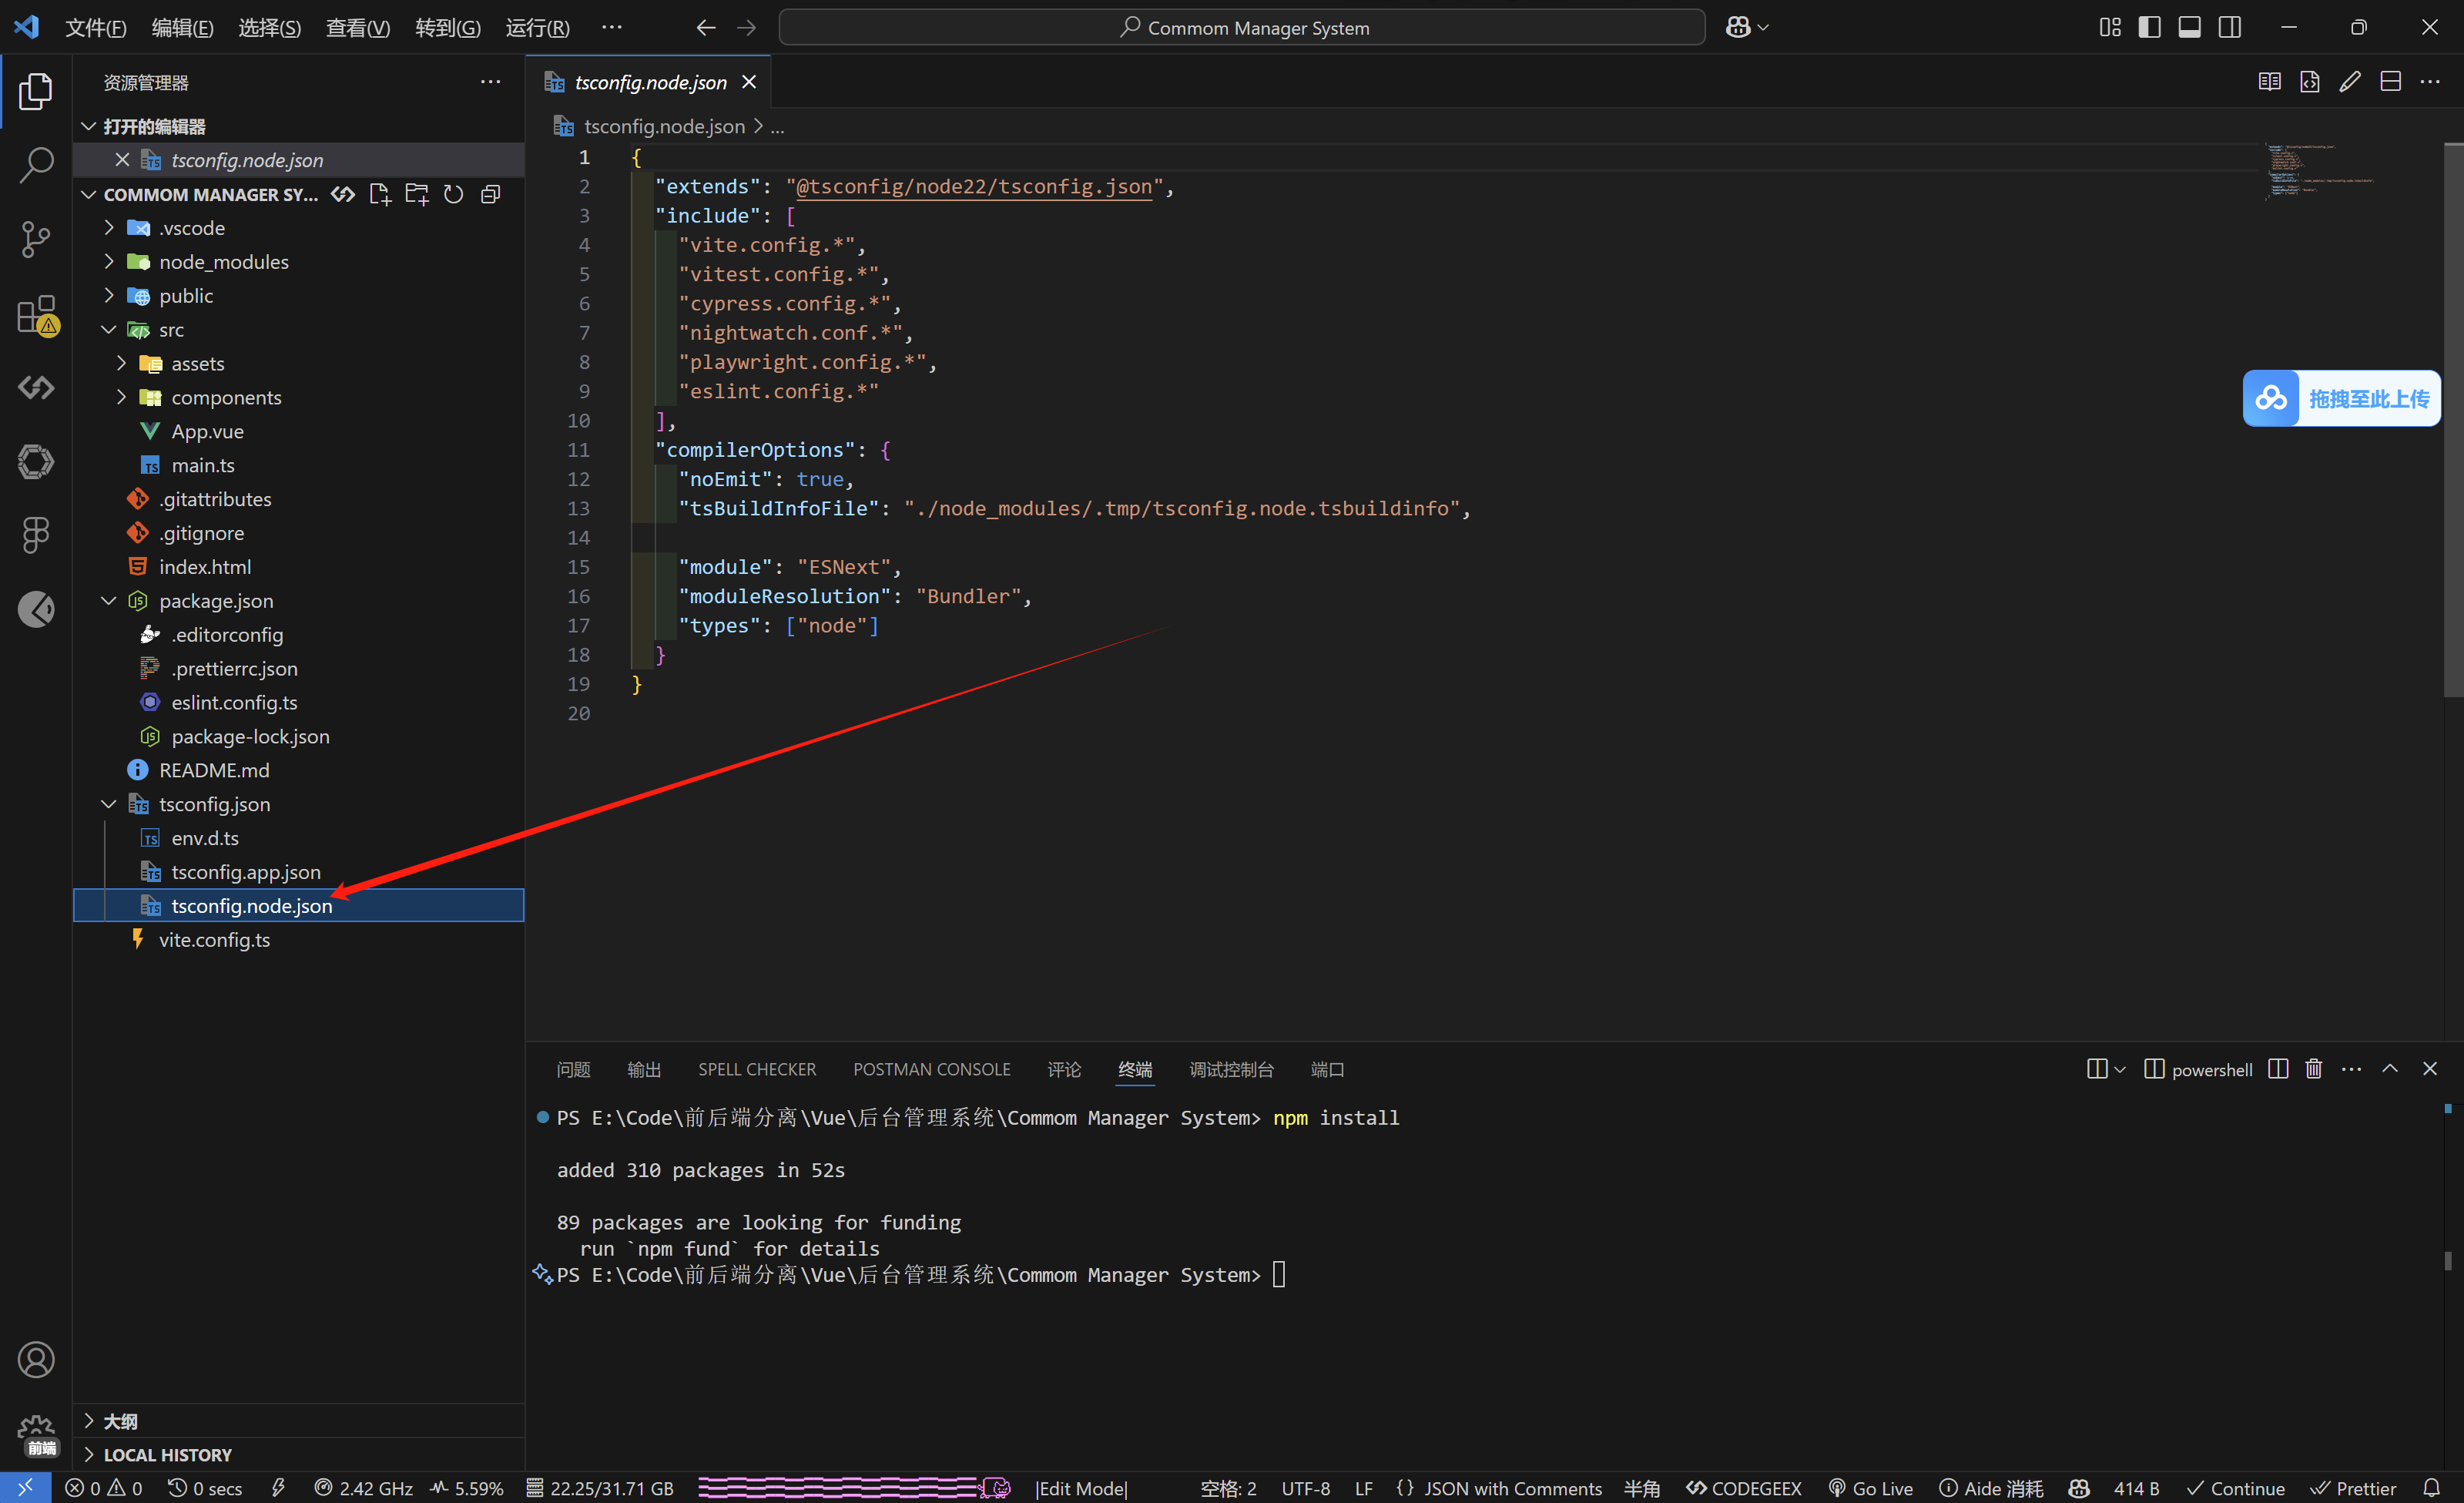 文件(F) 编辑(E) 选择(S) 查看(V) 转到(G) 运行(R) ··· Commom Manager System
资源管理器 ···
打开的编辑器
tsconfig.node.json
COMMOM MANAGER SY...
.vscode
node_modules
public
src
assets
components
App.vue
main.ts
.gitattributes
.gitignore
index.html
package.json
.editorconfig
.prettierrc.json
eslint.config.ts
package-lock.json
README.md
tsconfig.json
env.d.ts
tsconfig.app.json
tsconfig.node.json
vite.config.ts
大纲
LOCAL HISTORY
前端
tsconfig.node.json
tsconfig.node.json > ...
1 {
2 "extends": "@tsconfig/node22/tsconfig.json",
3 "include": [
4 "vite.config.*",
5 "vitest.config.*",
6 "cypress.config.*",
7 "nightwatch.conf.*",
8 "playwright.config.*",
9 "eslint.config.*"
10 ],
11 "compilerOptions": {
12 "noEmit": true,
13 "tsBuildInfoFile": "./node_modules/.tmp/tsconfig.node.tsbuildinfo",
14
15 "module": "ESNext",
16 "moduleResolution": "Bundler",
17 "types": ["node"]
18 }
19 }
20
拖拽至此上传
问题 输出 SPELL CHECKER POSTMAN CONSOLE 评论 终端 调试控制台 端口 powershell
PS E:\Code\前后端分离\Vue\后台管理系统\Commom Manager System> npm install
added 310 packages in 52s
89 packages are looking for funding
run `npm fund` for details
PS E:\Code\前后端分离\Vue\后台管理系统\Commom Manager System>
0 0 0 secs 2.42 GHz 5.59% 22.25/31.71 GB |Edit Mode| 空格: 2 UTF-8 LF {} JSON with Comments 半角 CODEGEEX Go Live Aide 消耗 414 B Continue Prettier